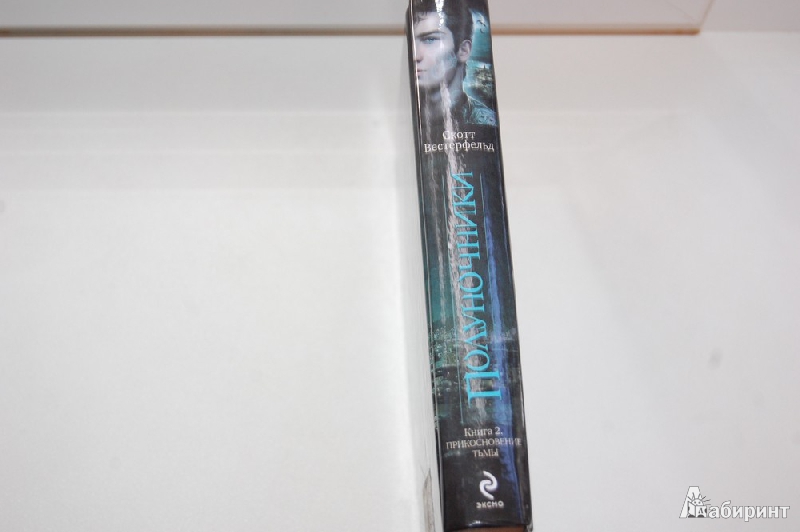 Скотт
Вестерфельд
Полуночники
Книга 2.
ПРИКОСНОВЕНИЕ
ТЬМЫ
ЭКСМО
Лабиринт